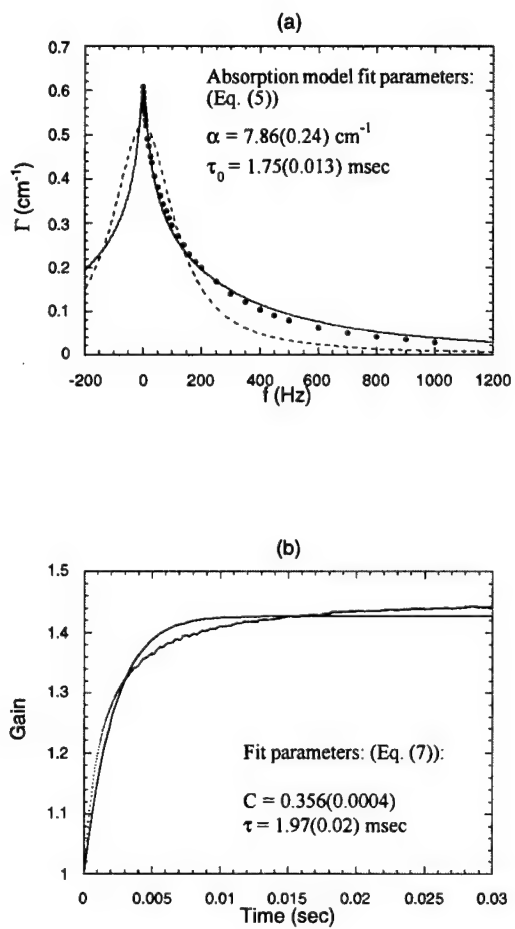 (a)
0.7
0.6
0.5
0.4
0.3
0.2
0.1
0
Γ (cm⁻¹)
Absorption model fit parameters:
(Eq. (5))
α = 7.86(0.24) cm⁻¹
τ₀ = 1.75(0.013) msec
-200 0 200 400 600 800 1000 1200
f (Hz)
(b)
1.5
1.4
1.3
1.2
1.1
1
Gain
Fit parameters: (Eq. (7)):
C = 0.356(0.0004)
τ = 1.97(0.02) msec
0 0.005 0.01 0.015 0.02 0.025 0.03
Time (sec)